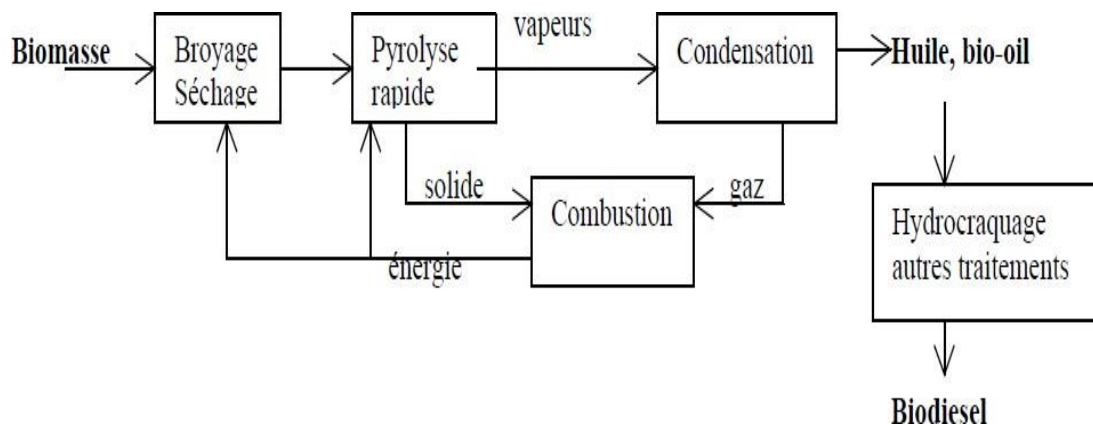 Biomasse
Broyage
Séchage
Pyrolyse
rapide
vapeurs
Condensation
Huile, bio-oil
solide
Combustion
gaz
énergie
Hydrocraquage
autres traitements
Biodiesel